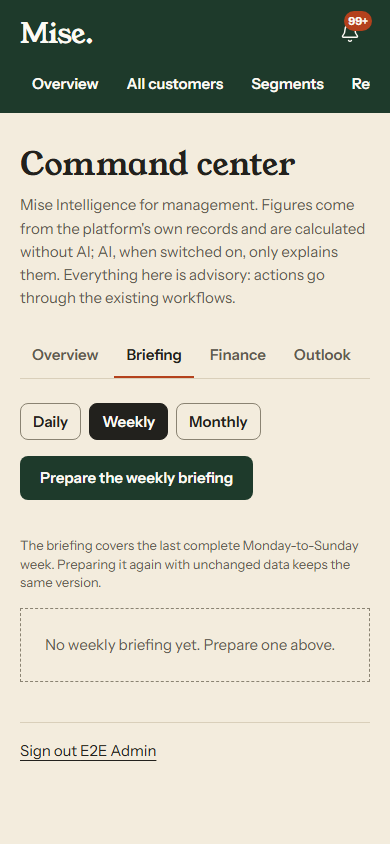 Mise.
99+
Overview All customers Segments Re
Command center
Mise Intelligence for management. Figures come
from the platform's own records and are calculated
without AI; AI, when switched on, only explains
them. Everything here is advisory: actions go
through the existing workflows.
Overview Briefing Finance Outlook
Daily Weekly Monthly
Prepare the weekly briefing
The briefing covers the last complete Monday-to-Sunday
week. Preparing it again with unchanged data keeps the
same version.
No weekly briefing yet. Prepare one above.
Sign out E2E Admin